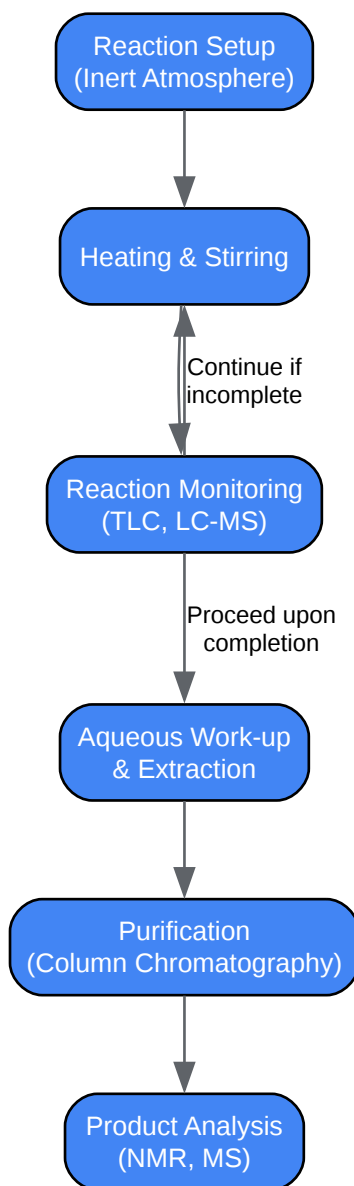 Reaction Setup
(Inert Atmosphere)
Heating & Stirring
Continue if
incomplete
Reaction Monitoring
(TLC, LC-MS)
Proceed upon
completion
Aqueous Work-up
& Extraction
Purification
(Column Chromatography)
Product Analysis
(NMR, MS)